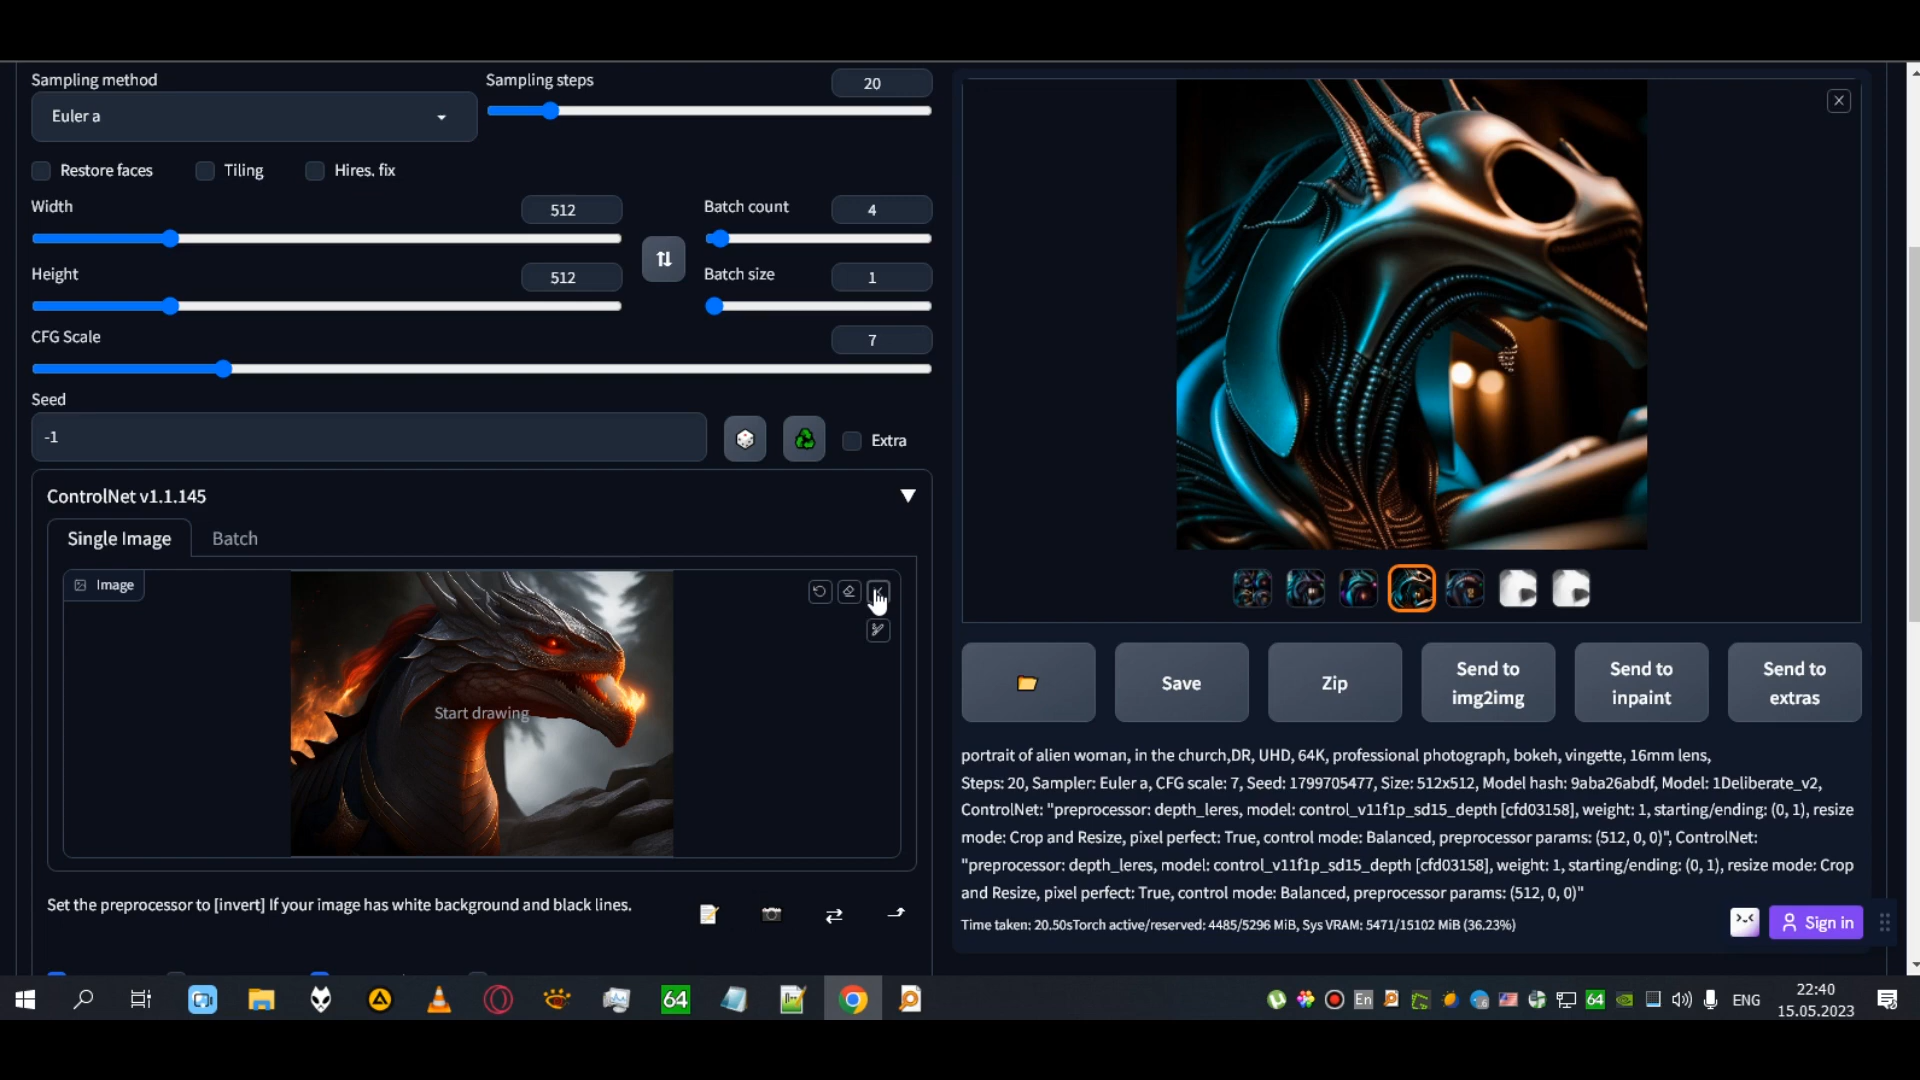 Sampling method
Sampling steps
20
Euler a
Restore faces
Tiling
Hires. fix
Width
512
Batch count
4
Height
512
Batch size
1
CFG Scale
7
Seed
-1
Extra
ControlNet v1.1.145
Single Image
Batch
Image
Start drawing
Set the preprocessor to [invert] If your image has white background and black lines.
Save
Zip
Send to
img2img
Send to
inpaint
Send to
extras
portrait of alien woman, in the church,DR, UHD, 64K, professional photograph, bokeh, vingette, 16mm lens,
Steps: 20, Sampler: Euler a, CFG scale: 7, Seed: 1799705477, Size: 512x512, Model hash: 9aba26abdf, Model: 1Deliberate_v2,
ControlNet: "preprocessor: depth_leres, model: control_v11f1p_sd15_depth [cfd03158], weight: 1, starting/ending: (0, 1), resize
mode: Crop and Resize, pixel perfect: True, control mode: Balanced, preprocessor params: (512, 0, 0)", ControlNet:
"preprocessor: depth_leres, model: control_v11f1p_sd15_depth [cfd03158], weight: 1, starting/ending: (0, 1), resize mode: Crop
and Resize, pixel perfect: True, control mode: Balanced, preprocessor params: (512, 0, 0)"
Time taken: 20.50sTorch active/reserved: 4485/5296 MiB, Sys VRAM: 5471/15102 MiB (36.23%)
Sign in
64
En
64
ENG
22:40
15.05.2023